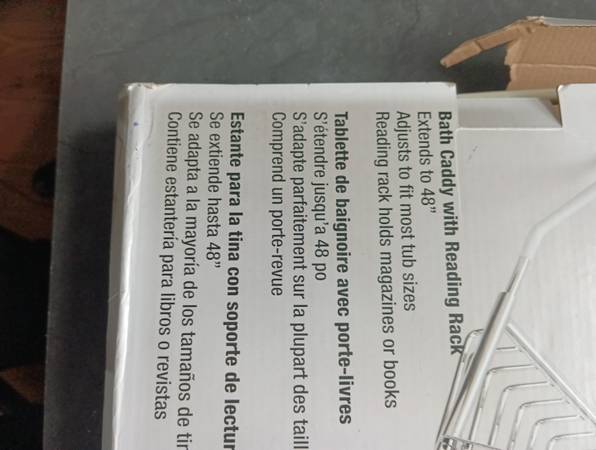 Bath Caddy with Reading Rack
Extends to 48”
Adjusts to fit most tub sizes
Reading rack holds magazines or books
Tablette de baignoire avec porte-livres
S’étendre jusqu’a 48 po
S’adapte parfaitement sur la plupart des taill
Comprend un porte-revue
Estante para la tina con soporte de lectur
Se extiende hasta 48”
Se adapta a la mayoría de los tamaños de tin
Contiene estantería para libros o revistas